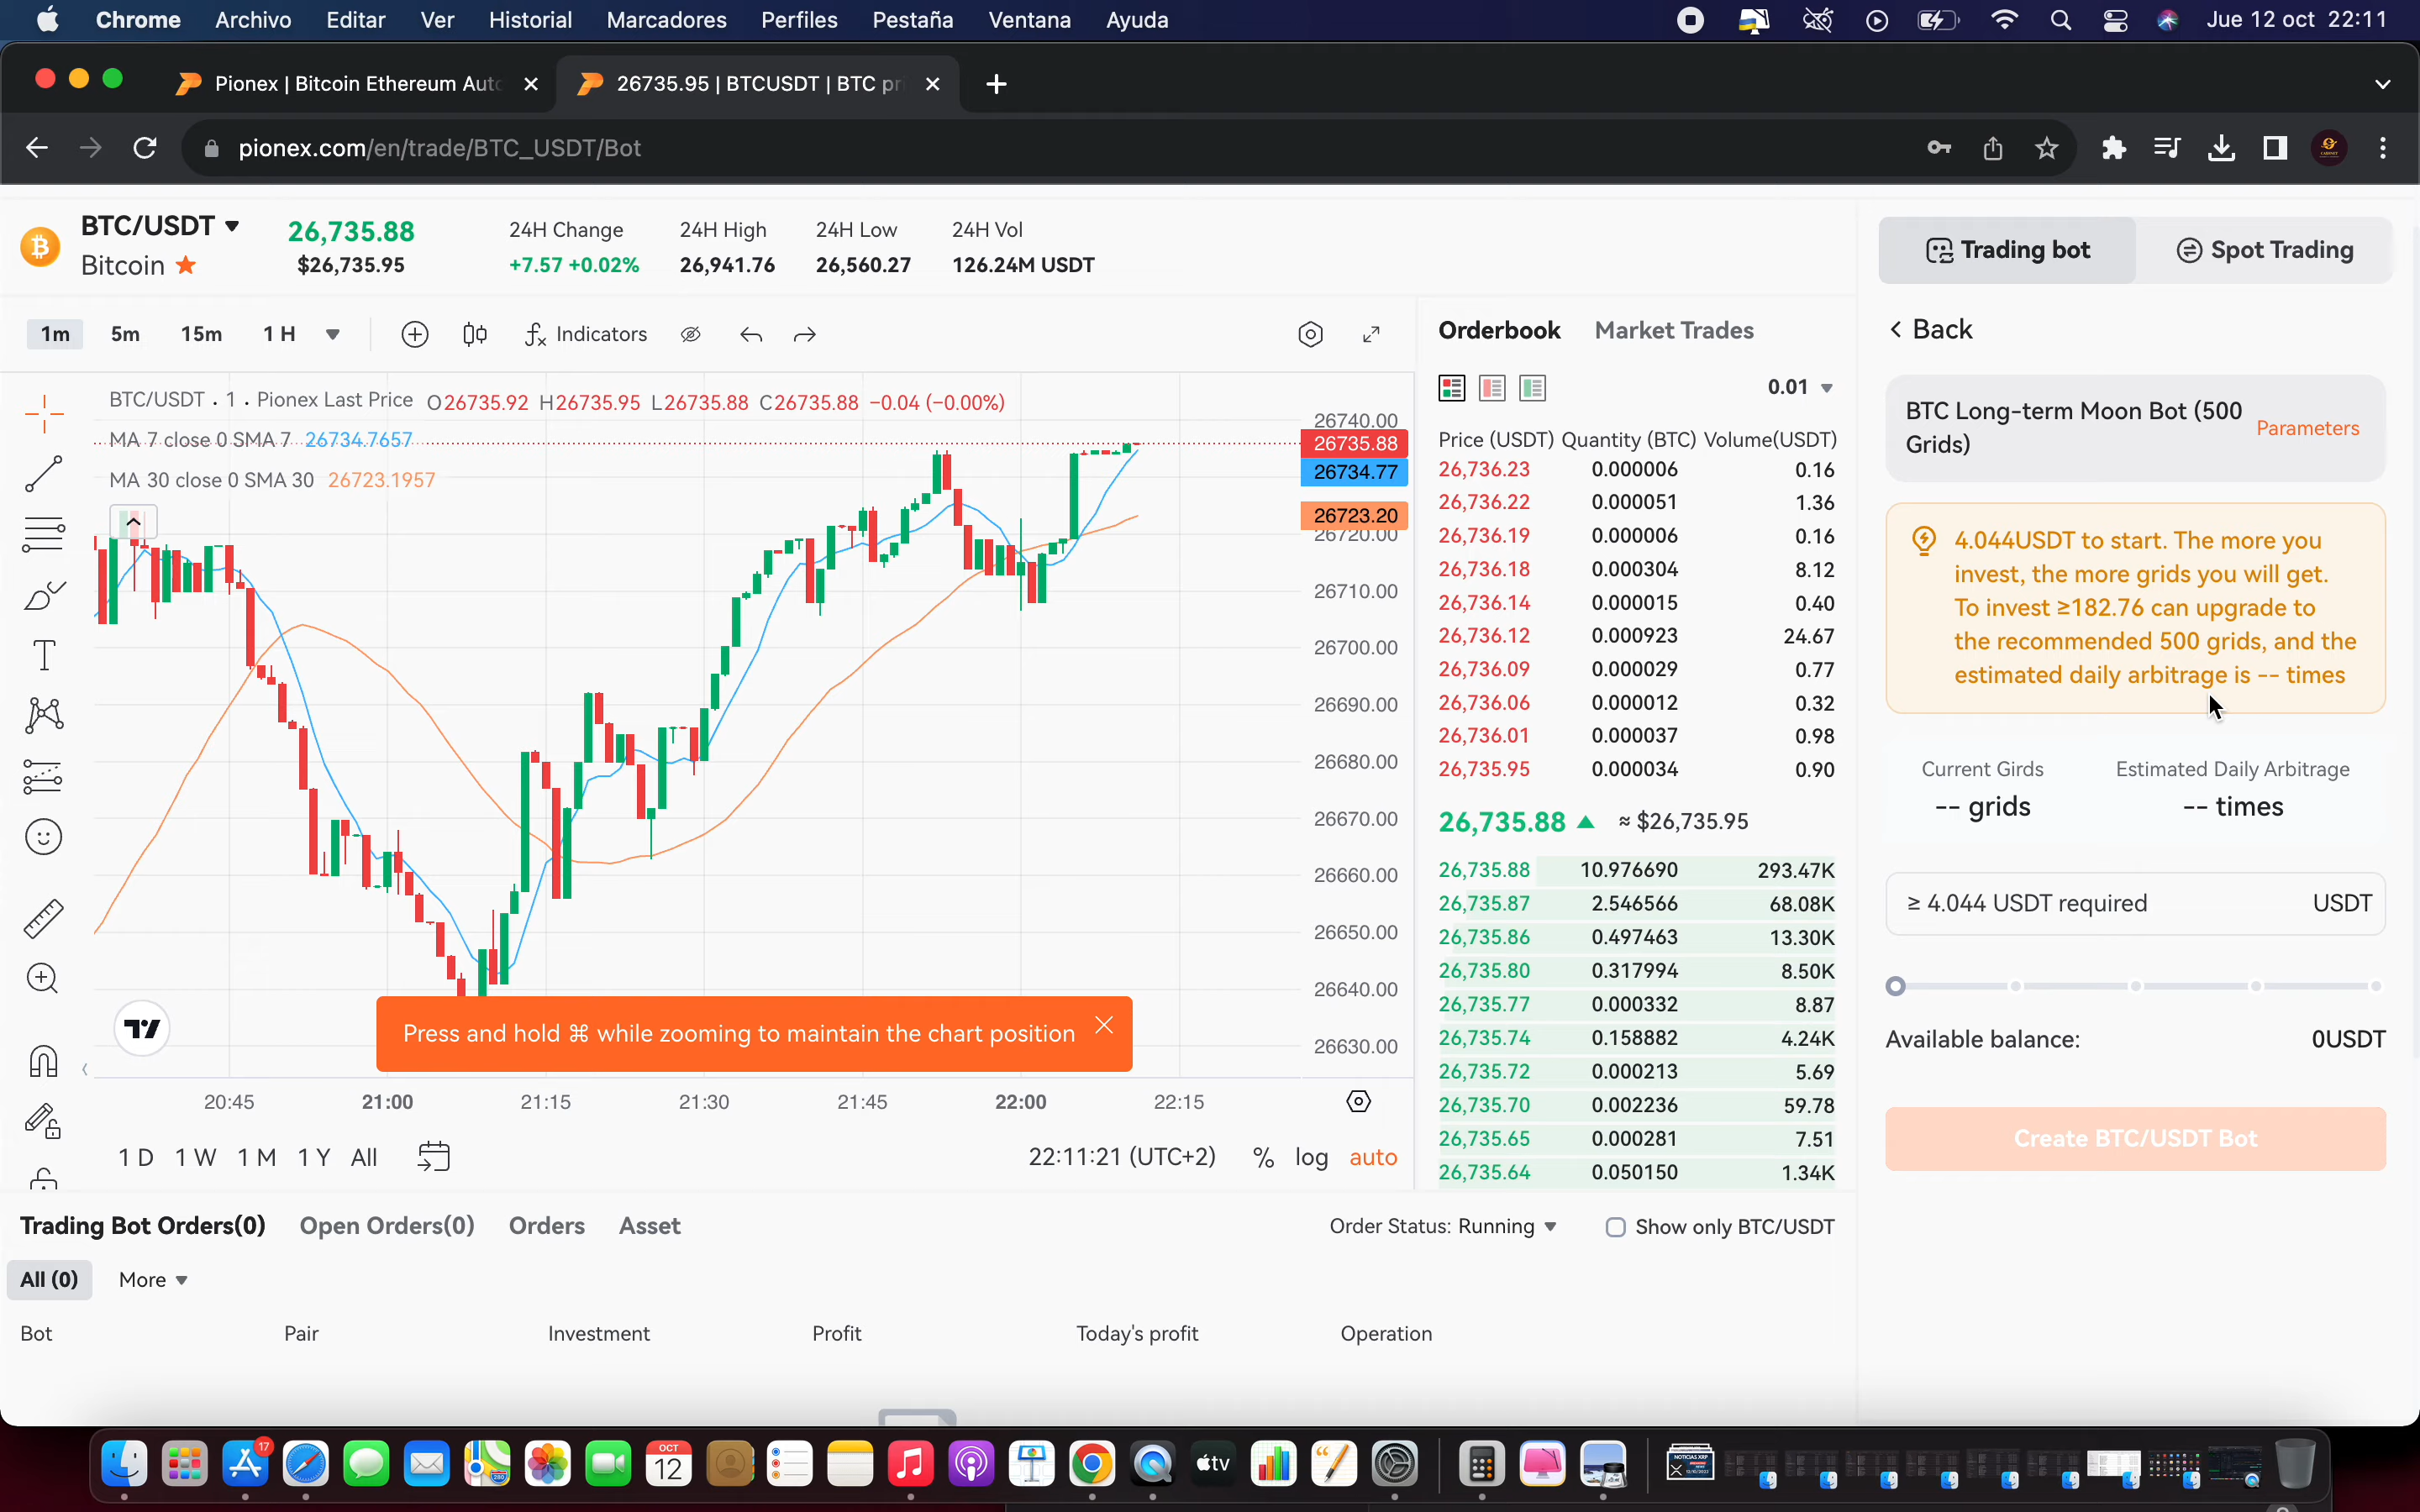 Chrome Archivo Editar Ver Historial Marcadores Perfiles Pestaña Ventana Ayuda Jue 12 oct 22:11
Pionex | Bitcoin Ethereum Aut 26735.95 | BTCUSDT | BTC pr
pionex.com/en/trade/BTC_USDT/Bot
BTC/USDT 26,735.88 24H Change 24H High 24H Low 24H Vol
Bitcoin $26,735.95 +7.57 +0.02% 26,941.76 26,560.27 126.24M USDT
Trading bot Spot Trading
1m 5m 15m 1 H Indicators
Orderbook Market Trades
< Back
BTC/USDT · 1 · Pionex Last Price O26735.92 H26735.95 L26735.88 C26735.88 −0.04 (−0.00%)
MA 7 close 0 SMA 7 26734.7657
MA 30 close 0 SMA 30 26723.1957
26740.00
26735.88
26734.77
26723.20
26720.00
26710.00
26700.00
26690.00
26680.00
26670.00
26660.00
26650.00
26640.00
26630.00
Press and hold ⌘ while zooming to maintain the chart position
20:45 21:00 21:15 21:30 21:45 22:00 22:15
1 D 1 W 1 M 1 Y All 22:11:21 (UTC+2) % log auto
0.01
Price (USDT) Quantity (BTC) Volume(USDT)
26,736.23 0.000006 0.16
26,736.22 0.000051 1.36
26,736.19 0.000006 0.16
26,736.18 0.000304 8.12
26,736.14 0.000015 0.40
26,736.12 0.000923 24.67
26,736.09 0.000029 0.77
26,736.06 0.000012 0.32
26,736.01 0.000037 0.98
26,735.95 0.000034 0.90
26,735.88 ≈ $26,735.95
26,735.88 10.976690 293.47K
26,735.87 2.546566 68.08K
26,735.86 0.497463 13.30K
26,735.80 0.317994 8.50K
26,735.77 0.000332 8.87
26,735.74 0.158882 4.24K
26,735.72 0.000213 5.69
26,735.70 0.002236 59.78
26,735.65 0.000281 7.51
26,735.64 0.050150 1.34K
BTC Long-term Moon Bot (500
Grids)
Parameters
4.044USDT to start. The more you
invest, the more grids you will get.
To invest ≥182.76 can upgrade to
the recommended 500 grids, and the
estimated daily arbitrage is -- times
Current Girds Estimated Daily Arbitrage
-- grids -- times
≥ 4.044 USDT required USDT
Available balance: 0USDT
Create BTC/USDT Bot
Trading Bot Orders(0) Open Orders(0) Orders Asset Order Status: Running Show only BTC/USDT
All (0) More
Bot Pair Investment Profit Today's profit Operation
17
OCT
12
tv
NOTICIAS XRP